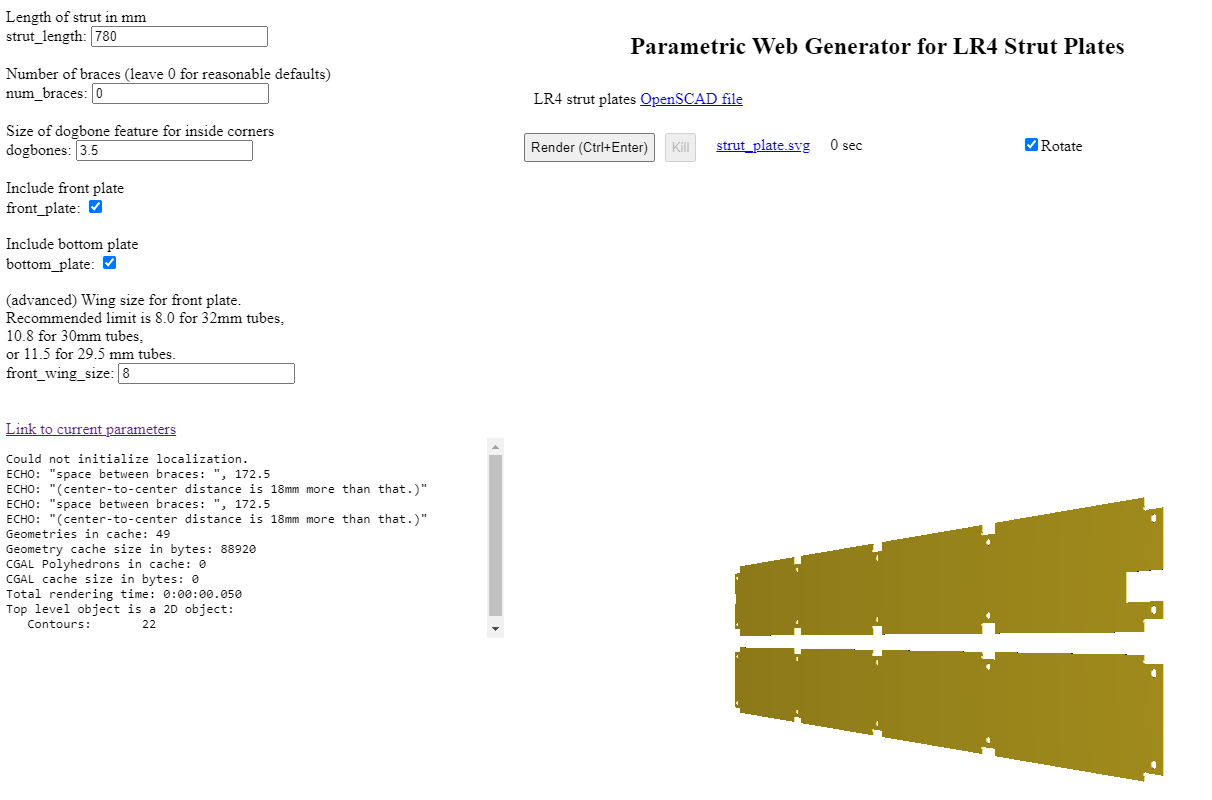 Length of strut in mm
strut_length: 780
Number of braces (leave 0 for reasonable defaults)
num_braces: 0
Size of dogbone feature for inside corners
dogbones: 3.5
Include front plate
front_plate:
Include bottom plate
bottom_plate:
(advanced) Wing size for front plate.
Recommended limit is 8.0 for 32mm tubes,
10.8 for 30mm tubes,
or 11.5 for 29.5 mm tubes.
front_wing_size: 8
Link to current parameters
Could not initialize localization.
ECHO: "space between braces: ", 172.5
ECHO: "(center-to-center distance is 18mm more than that.)"
ECHO: "space between braces: ", 172.5
ECHO: "(center-to-center distance is 18mm more than that.)"
Geometries in cache: 49
Geometry cache size in bytes: 88920
CGAL Polyhedrons in cache: 0
CGAL cache size in bytes: 0
Total rendering time: 0:00:00.050
Top level object is a 2D object:
Contours: 22
Parametric Web Generator for LR4 Strut Plates
LR4 strut plates OpenSCAD file
Render (Ctrl+Enter) Kill strut_plate.svg 0 sec Rotate